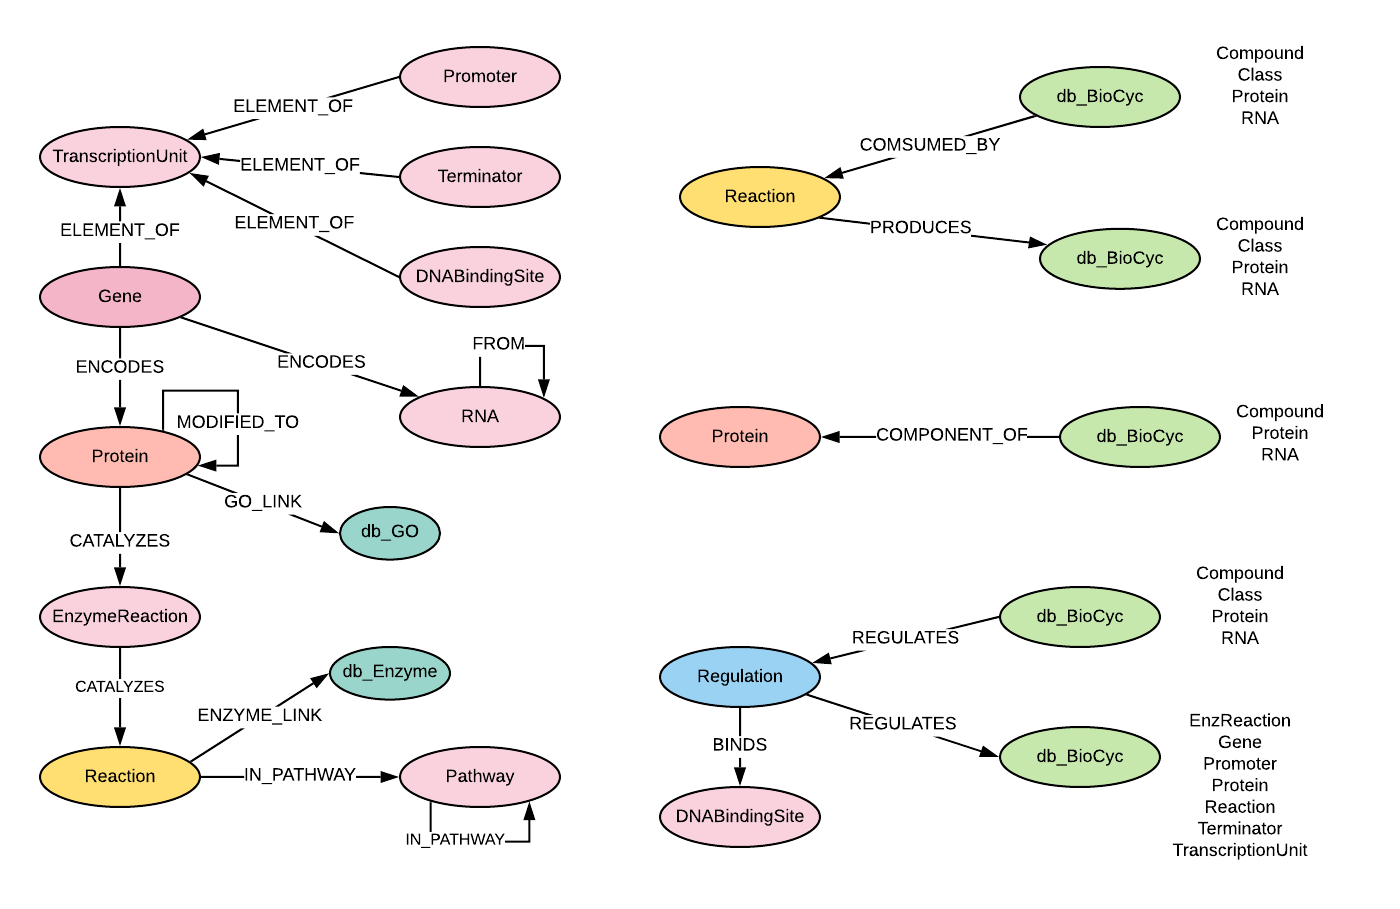 Promoter
ELEMENT_OF
TranscriptionUnit
ELEMENT_OF
Terminator
ELEMENT_OF
ELEMENT_OF
DNABindingSite
Gene
ENCODES
ENCODES
FROM
RNA
MODIFIED_TO
Protein
GO_LINK
db_GO
CATALYZES
EnzymeReaction
CATALYZES
db_Enzyme
ENZYME_LINK
Reaction
IN_PATHWAY
Pathway
IN_PATHWAY
Compound
Class
Protein
RNA
db_BioCyc
COMSUMED_BY
Reaction
PRODUCES
db_BioCyc
Compound
Class
Protein
RNA
Protein
COMPONENT_OF
db_BioCyc
Compound
Protein
RNA
Compound
Class
Protein
RNA
db_BioCyc
REGULATES
Regulation
REGULATES
BINDS
db_BioCyc
DNABindingSite
EnzReaction
Gene
Promoter
Protein
Reaction
Terminator
TranscriptionUnit